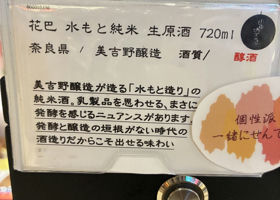 花巴 水もと純米 生原酒 720ml
奈良県 / 美吉野醸造 酒質/ 醇酒
美吉野醸造が造る「水もと造り」の
純米酒。乳製品を思わせる、まさに
発酵を感じるニュアンスがあります。
発酵と醸造の垣根がない時代の
酒造りだからこそ出せる味わい
個性派
一緒にせんで